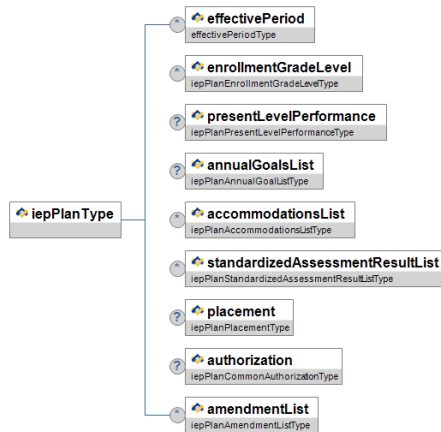 effectivePeriod
effectivePeriodType
*
enrollmentGradeLevel
iepPlanEnrollmentGradeLevelType
*
presentLevelPerformance
iepPlanPresentLevelPerformanceType
?
annualGoalsList
iepPlanAnnualGoalListType
?
iepPlanType
accommodationsList
iepPlanAccommodationsListType
*
standardizedAssessmentResultList
iepPlanStandardizedAssessmentResultListType
*
placement
iepPlanPlacementType
?
authorization
iepPlanCommonAuthorizationType
?
amendmentList
iepPlanAmendmentListType
*